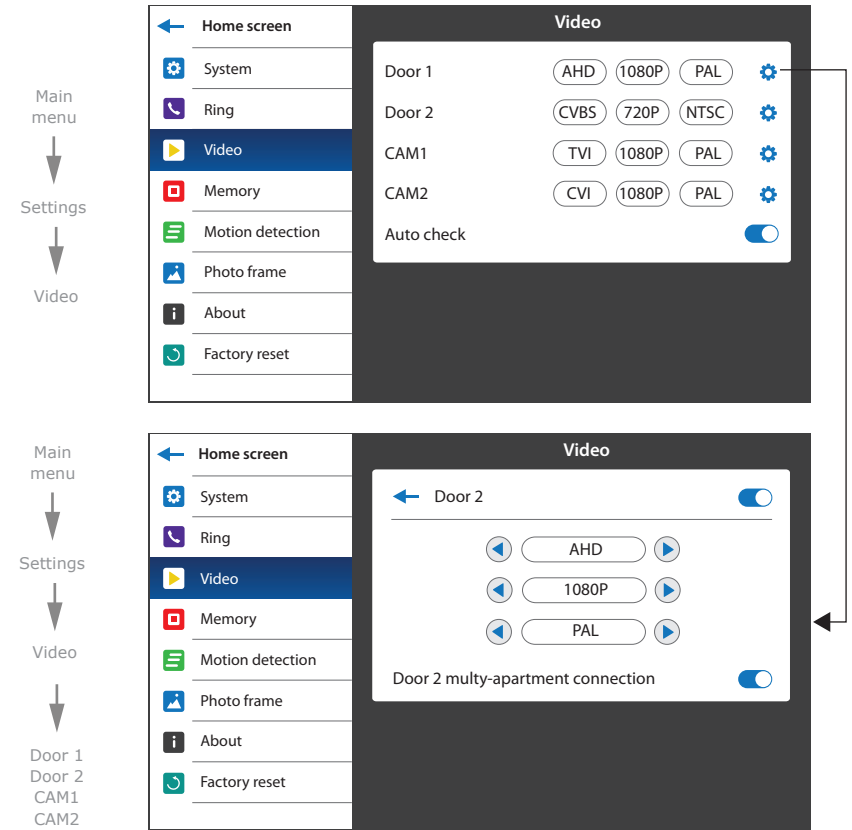 Main
menu
Settings
Video
Home screen
System
Ring
Video
Memory
Motion detection
Photo frame
About
Factory reset
Video
Door 1 AHD 1080P PAL
Door 2 CVBS 720P NTSC
CAM1 TVI 1080P PAL
CAM2 CVI 1080P PAL
Auto check
Main
menu
Settings
Video
Door 1
Door 2
CAM1
CAM2
Home screen
System
Ring
Video
Memory
Motion detection
Photo frame
About
Factory reset
Video
Door 2
AHD
1080P
PAL
Door 2 multy-apartment connection